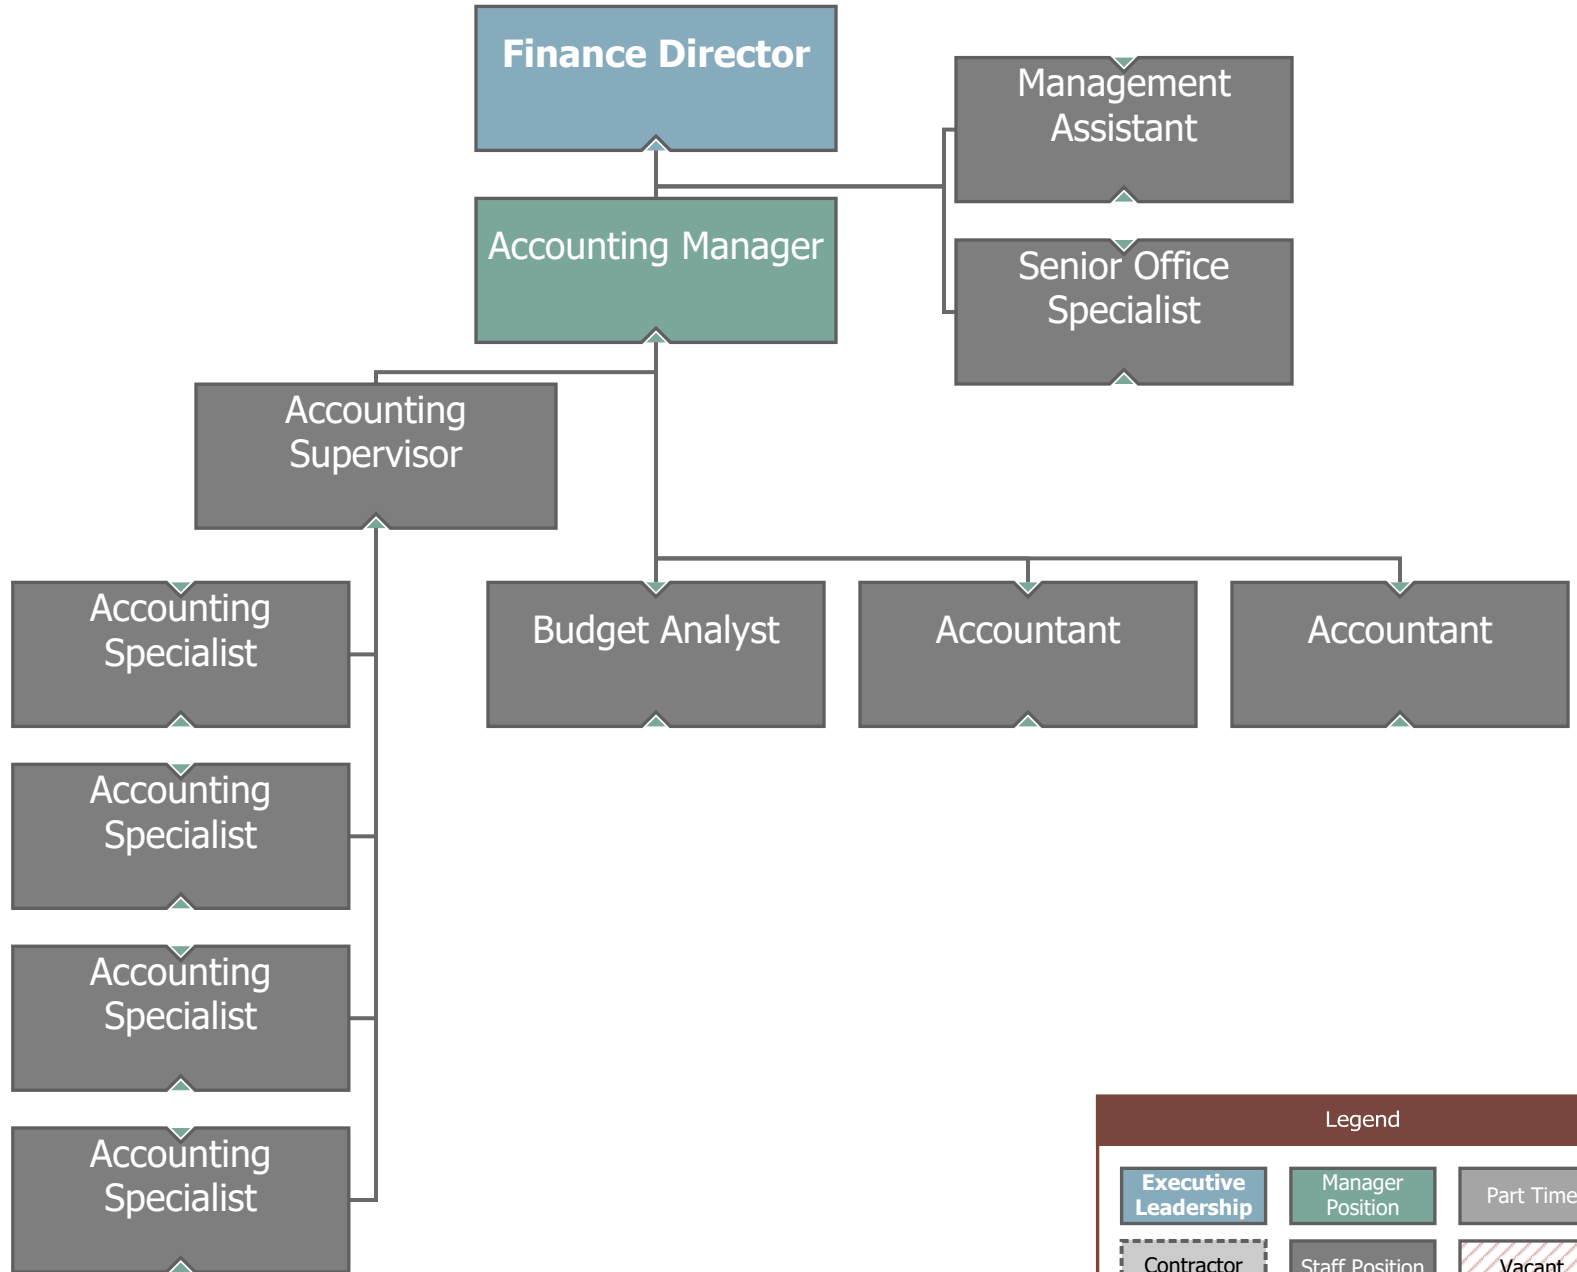 Finance Director
Management
Assistant
Accounting Manager
Senior Office
Specialist
Accounting
Supervisor
Accounting
Specialist
Budget Analyst
Accountant
Accountant
Accounting
Specialist
Accounting
Specialist
Accounting
Specialist
Legend
Executive
Leadership
Manager
Position
Part Time
Contractor
Staff Position
Vacant